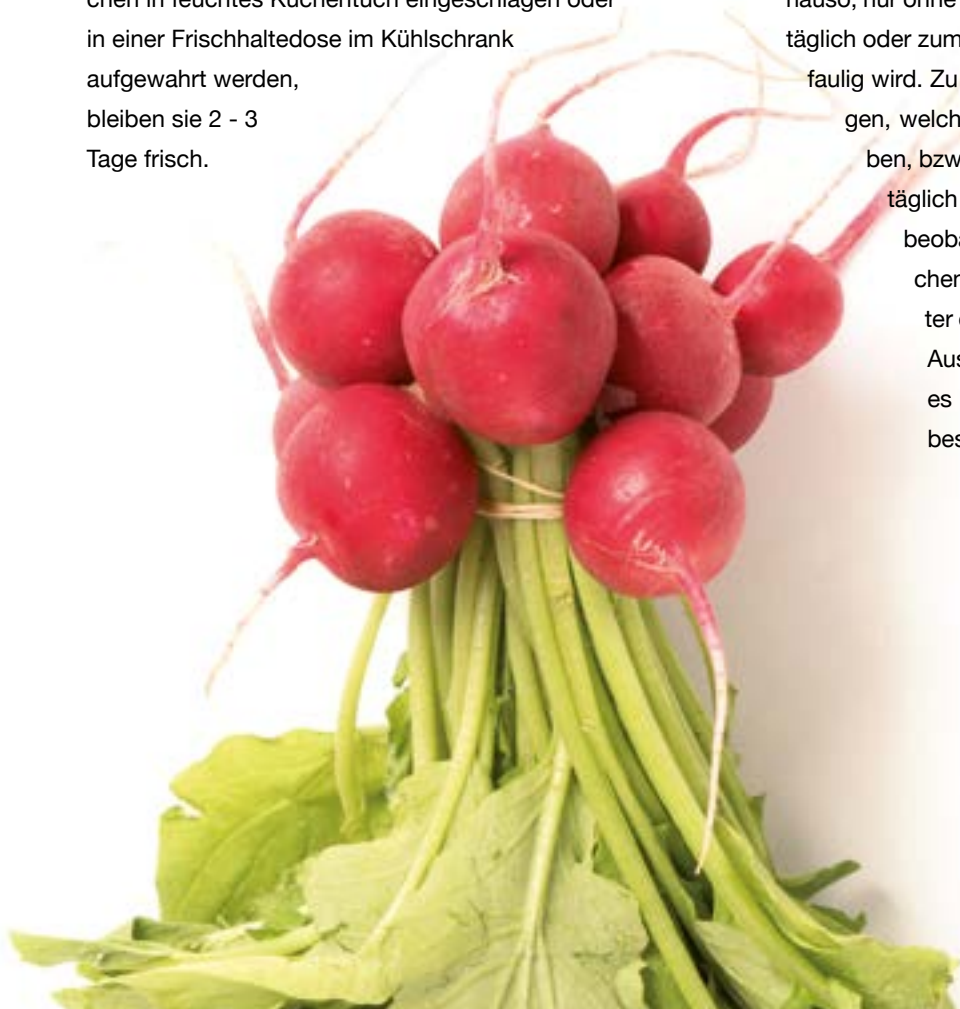 chen in feuchtes Küchentuch eingeschlagen oder
in einer Frischhaltedose im Kühlschrank
aufgewahrt werden,
bleiben sie 2 - 3
Tage frisch.
nauso, nur ohne
täglich oder zum
faulig wird. Zu
gen, welch
ben, bzw
täglich
beoba
cher
ter
Aus
es
bes